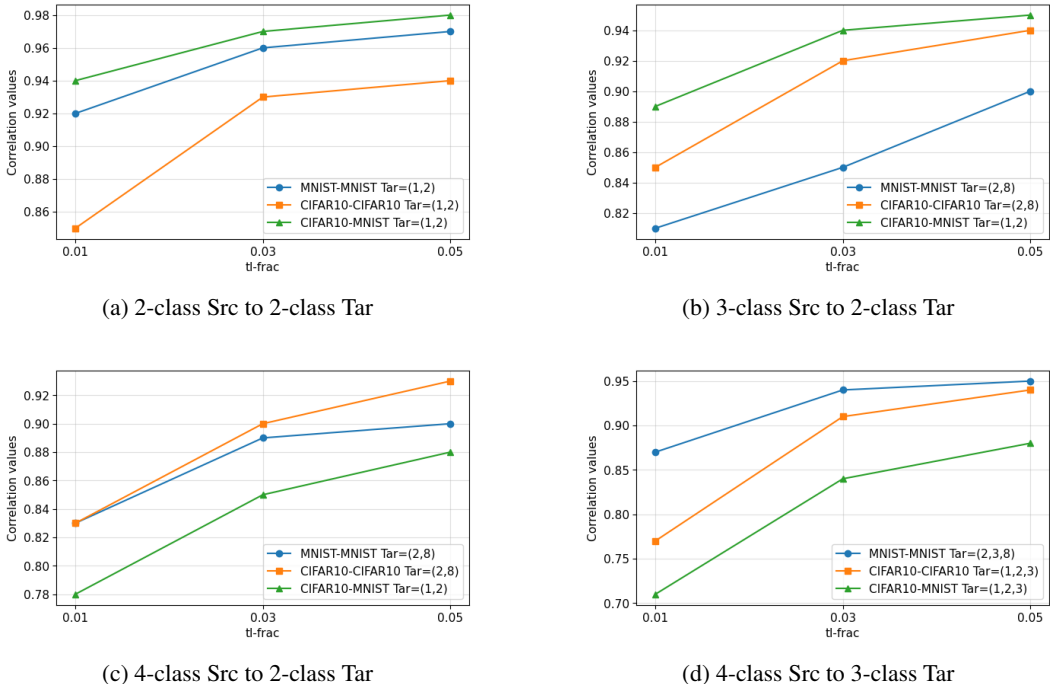 0.98
0.96
0.94
0.92
0.90
0.88
0.86
Correlation values
MNIST-MNIST Tar=(1,2)
CIFAR10-CIFAR10 Tar=(1,2)
CIFAR10-MNIST Tar=(1,2)
0.01 0.03 0.05
tl-frac
(a) 2-class Src to 2-class Tar
0.94
0.92
0.90
0.88
0.86
0.84
0.82
Correlation values
MNIST-MNIST Tar=(2,8)
CIFAR10-CIFAR10 Tar=(2,8)
CIFAR10-MNIST Tar=(1,2)
0.01 0.03 0.05
tl-frac
(b) 3-class Src to 2-class Tar
0.92
0.90
0.88
0.86
0.84
0.82
0.80
0.78
Correlation values
MNIST-MNIST Tar=(2,8)
CIFAR10-CIFAR10 Tar=(2,8)
CIFAR10-MNIST Tar=(1,2)
0.01 0.03 0.05
tl-frac
(c) 4-class Src to 2-class Tar
0.95
0.90
0.85
0.80
0.75
0.70
Correlation values
MNIST-MNIST Tar=(2,3,8)
CIFAR10-CIFAR10 Tar=(1,2,3)
CIFAR10-MNIST Tar=(1,2,3)
0.01 0.03 0.05
tl-frac
(d) 4-class Src to 3-class Tar